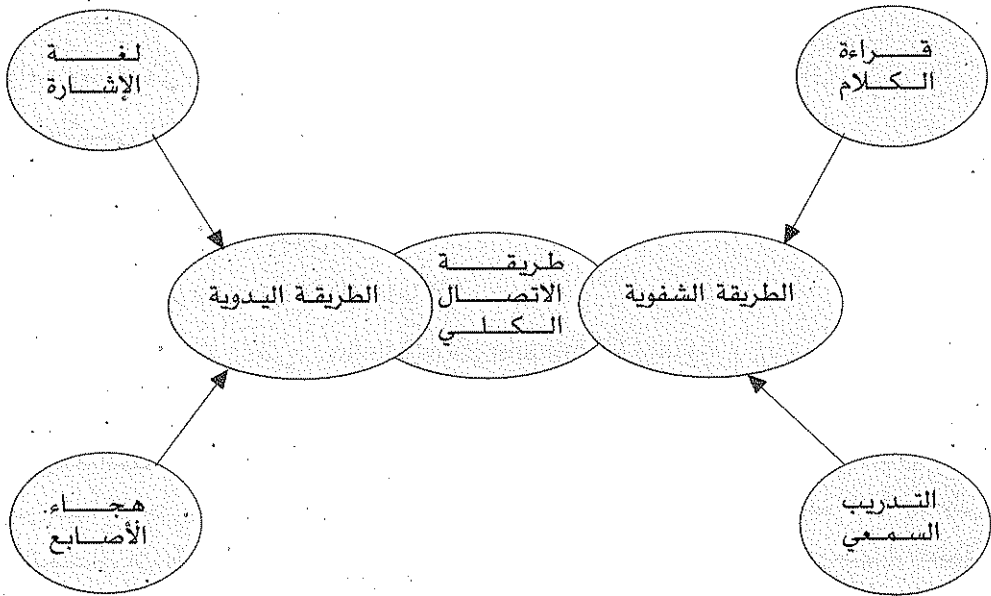 قراءة
الكلام
لغة
الإشارة
طريقة
الاتصال
الكلي
الطريقة الشفوية
الطريقة اليدوية
التدريب
السمعي
هجاء
الأصابع